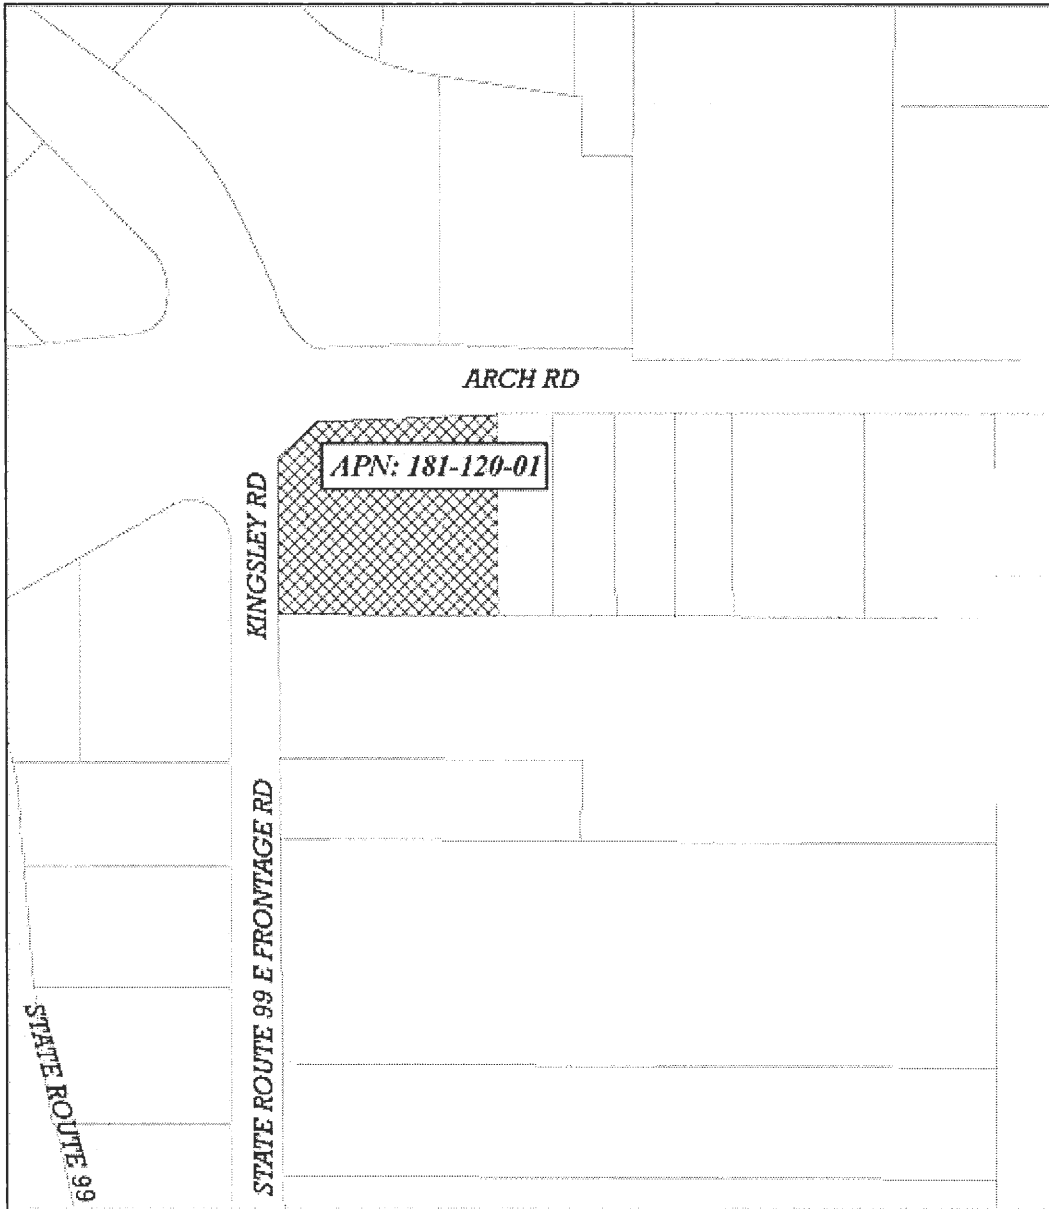 ARCH RD
APN: 181-120-01
KINGSLEY RD
STATE ROUTE 99 E FRONTAGE RD
STATE ROUTE 99